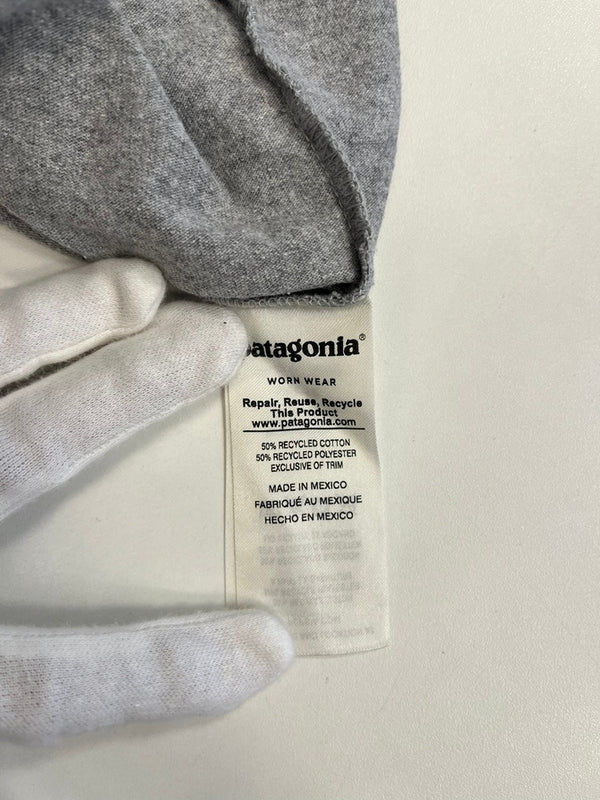 patagonia®
WORN WEAR
Repair, Reuse, Recycle
This Product
www.patagonia.com
50% RECYCLED COTTON
50% RECYCLED POLYESTER
EXCLUSIVE OF TRIM
MADE IN MEXICO
FABRIQUÉ AU MEXIQUE
HECHO EN MEXICO